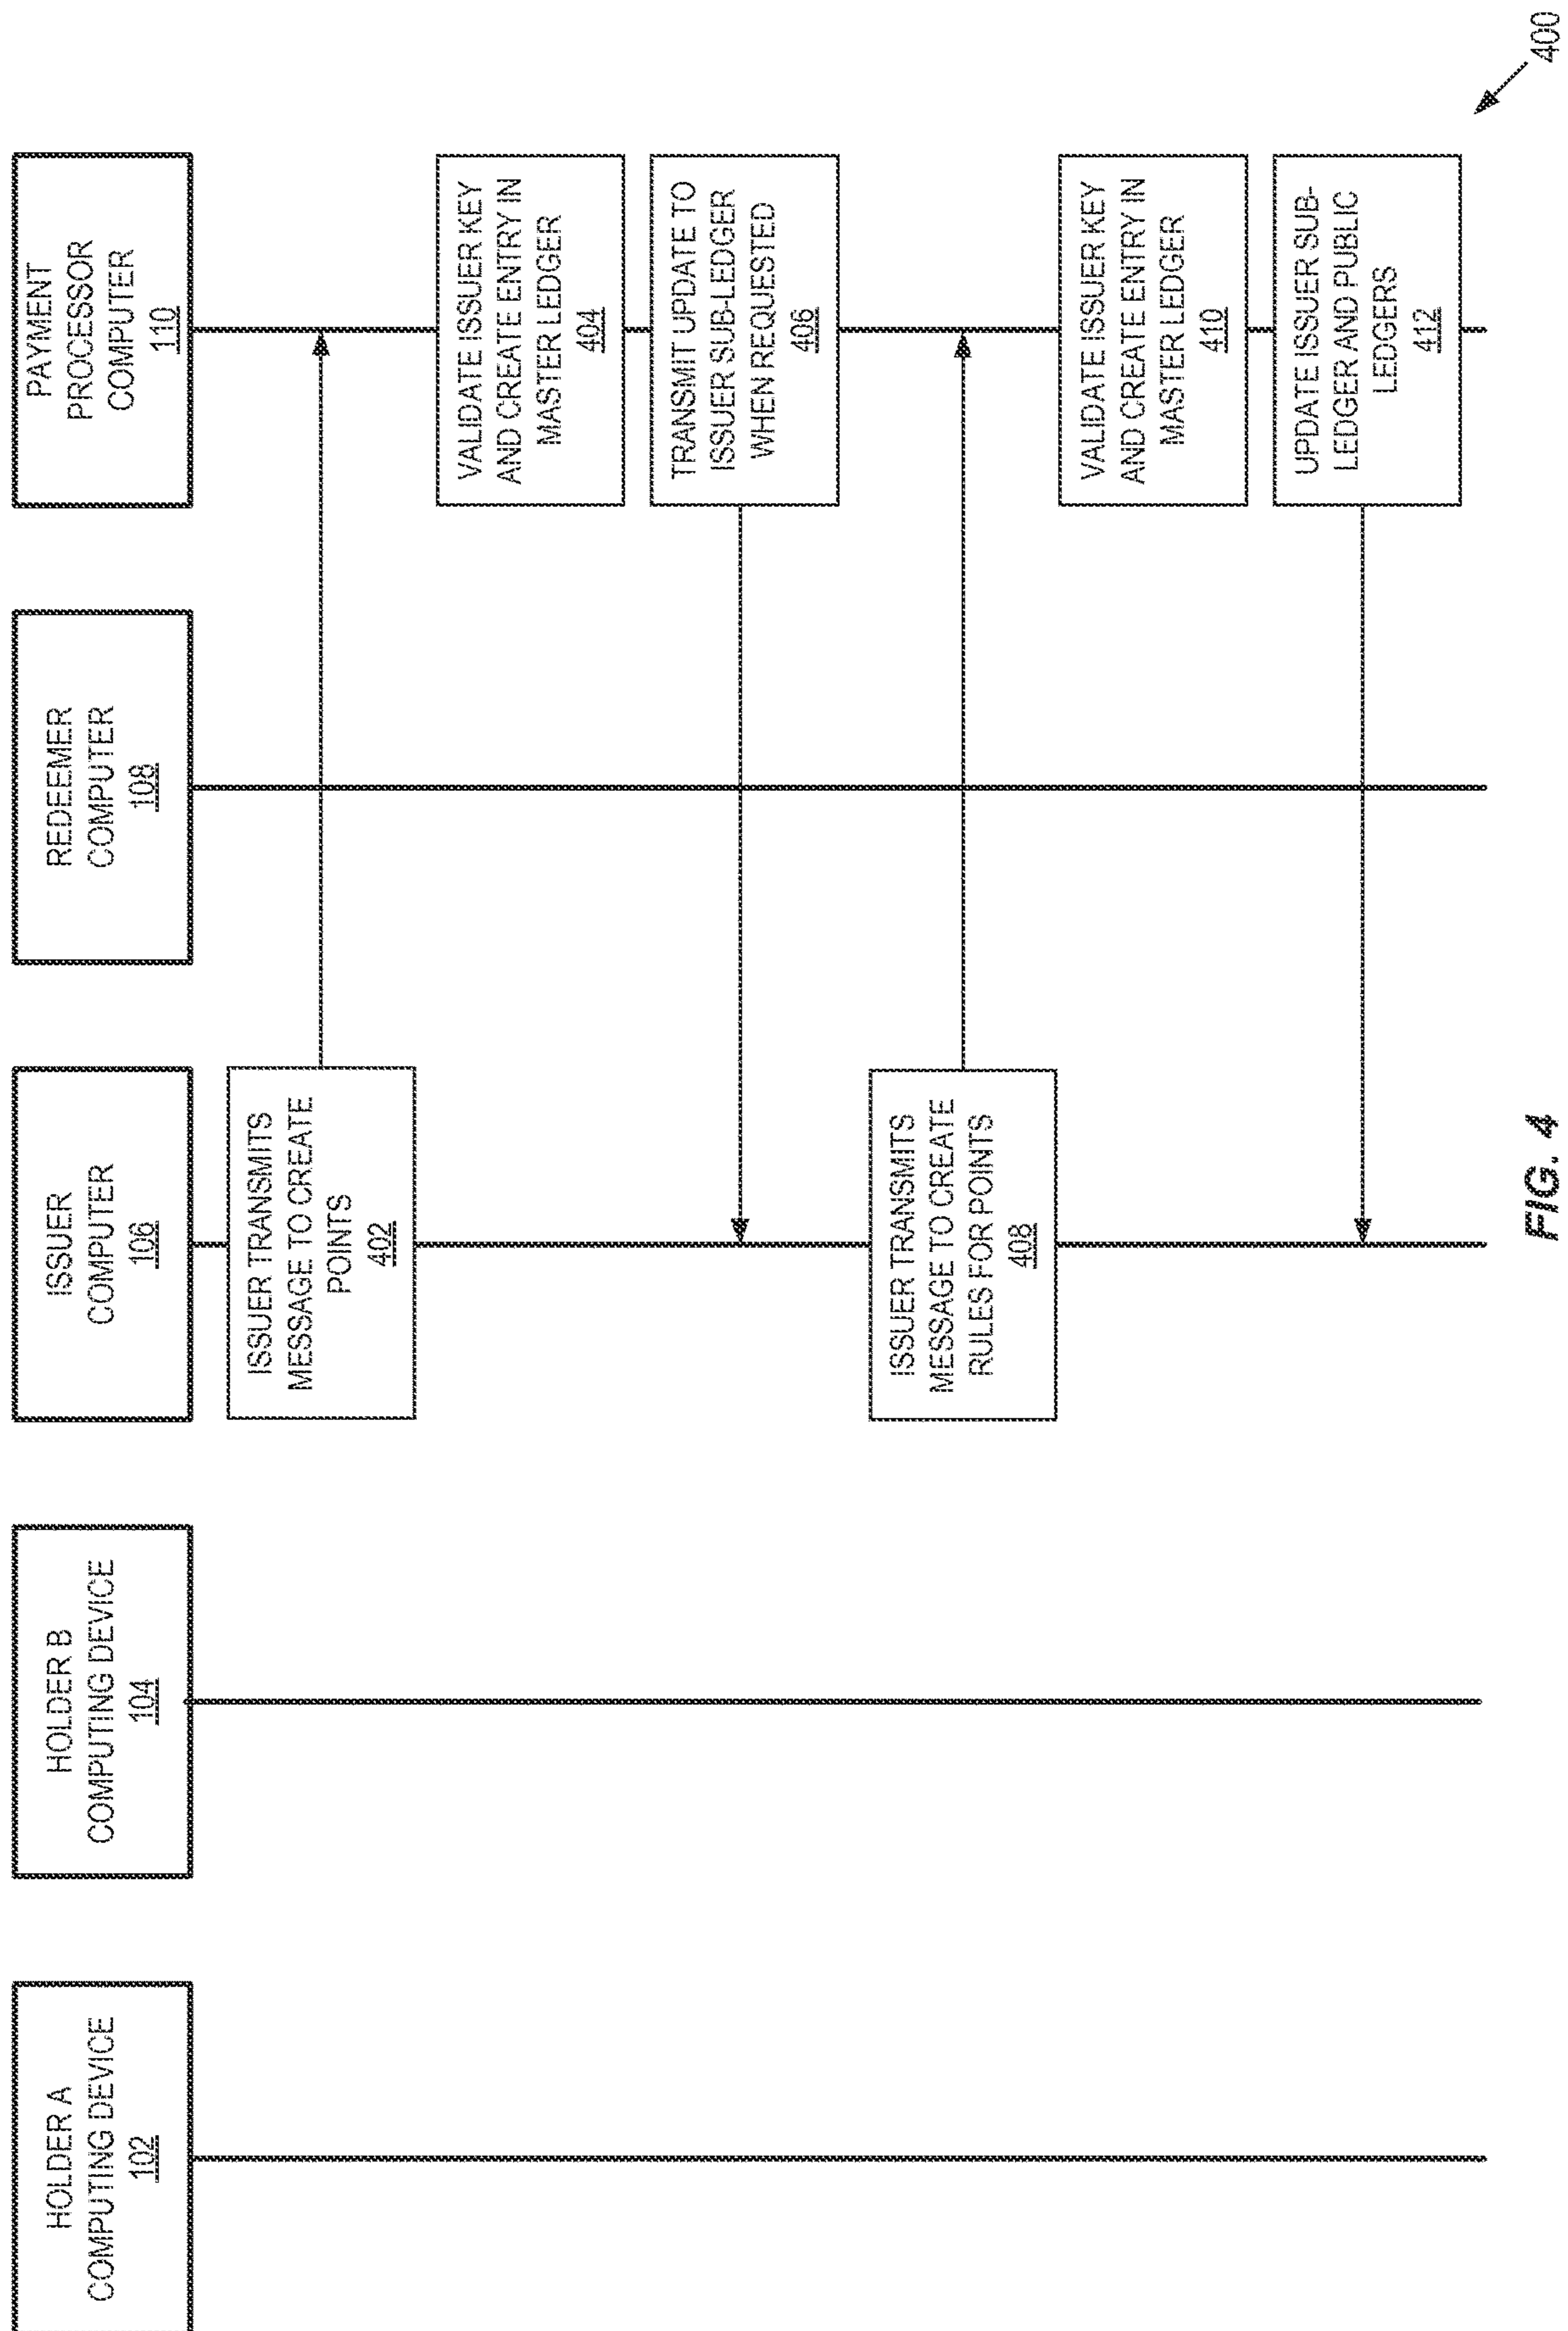 HOLDER A
COMPUTING DEVICE
102
HOLDER B
COMPUTING DEVICE
104
ISSUER
COMPUTER
106
REDEEMER
COMPUTER
108
PAYMENT
PROCESSOR
COMPUTER
110
ISSUER TRANSMITS
MESSAGE TO CREATE
POINTS
402
VALIDATE ISSUER KEY
AND CREATE ENTRY IN
MASTER LEDGER
404
TRANSMIT UPDATE TO
ISSUER SUB-LEDGER
WHEN REQUESTED
406
ISSUER TRANSMITS
MESSAGE TO CREATE
RULES FOR POINTS
408
VALIDATE ISSUER KEY
AND CREATE ENTRY IN
MASTER LEDGER
410
UPDATE ISSUER SUB-
LEDGER AND PUBLIC
LEDGERS
412
400
FIG. 4